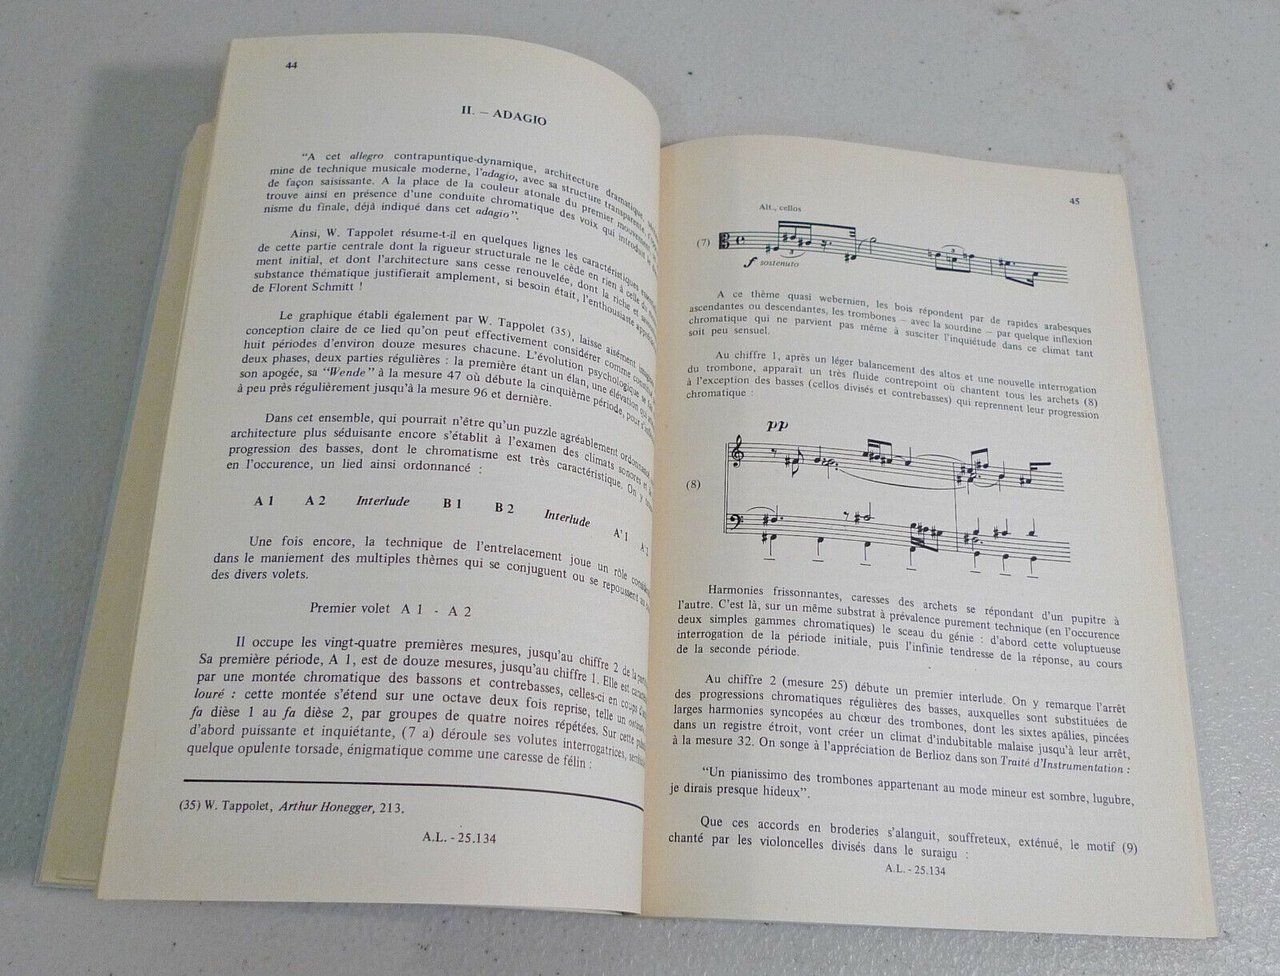 44
II. – ADAGIO
“A cet allegro contrapuntique-dynamique, architecture dramatique,
mine de technique musicale moderne, l’adagio, avec sa structure transparente,
de façon saisissante. A la place de la couleur atonale du premier mouvement
trouve ainsi en présence d’une conduite chromatique des voix qui
nisme du finale, déjà indiqué dans cet adagio”.
Ainsi, W. Tappolet résume-t-il en quelques lignes les caractéristiques
de cette partie centrale dont la rigueur structurale ne le cède en rien à celle du
ment initial, et dont l’architecture sans cesse renouvelée, dont la riche et
substance thématique justifierait amplement, si besoin était, l’enthousiaste
de Florent Schmitt !
Le graphique établi également par W. Tappolet (35), laisse aisément
conception claire de ce lied qu’on peut effectivement considérer comme
huit périodes d’environ douze mesures chacune. L’évolution psychologique se
deux phases, deux parties régulières : la première étant un élan, une élévation qui
son apogée, sa “Wende” à la mesure 47 où débute la cinquième période, pour
à peu près régulièrement jusqu’à la mesure 96 et dernière.
Dans cet ensemble, qui pourrait n’être qu’un puzzle agréablement ordonnancé,
architecture plus séduisante encore s’établit à l’examen des climats sonores et
progression des basses, dont le chromatisme est très caractéristique. On y
en l’occurence, un lied ainsi ordonnancé :
A 1 A 2 Interlude B 1 B 2 Interlude A’ 1 A 2
Une fois encore, la technique de l’entrelacement joue un rôle
dans le maniement des multiples thèmes qui se conjuguent ou se repoussent au
des divers volets.
Premier volet A 1 - A 2
Il occupe les vingt-quatre premières mesures, jusqu’au chiffre 2 de la
Sa première période, A 1, est de douze mesures, jusqu’au chiffre 1. Elle est
par une montée chromatique des bassons et contrebasses, celles-ci en coups
louré : cette montée s’étend sur une octave deux fois reprise, telle un
fa dièse 1 au fa dièse 2, par groupes de quatre noires répétées. Sur cette
d’abord puissante et inquiétante, (7 a) déroule ses volutes interrogatrices,
quelque opulente torsade, énigmatique comme une caresse de félin :
(35) W. Tappolet, Arthur Honegger, 213.
A.L. - 25.134
45
Alt., cellos
(7)
3
3
f sostenuto
A ce thème quasi webernien, les bois répondent par de rapides arabesques
ascendantes ou descendantes, les trombones – avec la sourdine – par quelque inflexion
chromatique qui ne parvient pas même à susciter l’inquiétude dans ce climat tant
soit peu sensuel.
Au chiffre 1, après un léger balancement des altos et une nouvelle interrogation
du trombone, apparaît un très fluide contrepoint où chantent tous les archets (8)
à l’exception des basses (cellos divisés et contrebasses) qui reprennent leur progression
chromatique :
pp
(8)
Harmonies frissonnantes, caresses des archets se répondant d’un pupitre à
l’autre. C’est là, sur un même substrat à prévalence purement technique (en l’occurence
deux simples gammes chromatiques) le sceau du génie : d’abord cette voluptueuse
interrogation de la période initiale, puis l’infinie tendresse de la réponse, au cours
de la seconde période.
Au chiffre 2 (mesure 25) débute un premier interlude. On y remarque l’arrêt
des progressions chromatiques régulières des basses, auxquelles sont substituées de
larges harmonies syncopées au chœur des trombones, dont les sixtes apâlies, pincées
dans un registre étroit, vont créer un climat d’indubitable malaise jusqu’à leur arrêt,
à la mesure 32. On songe à l’appréciation de Berlioz dans son Traité d’Instrumentation :
“Un pianissimo des trombones appartenant au mode mineur est sombre, lugubre,
je dirais presque hideux”.
Que ces accords en broderies s’alanguit, souffreteux, exténué, le motif (9)
chanté par les violoncelles divisés dans le suraigu :
A.L. - 25.134